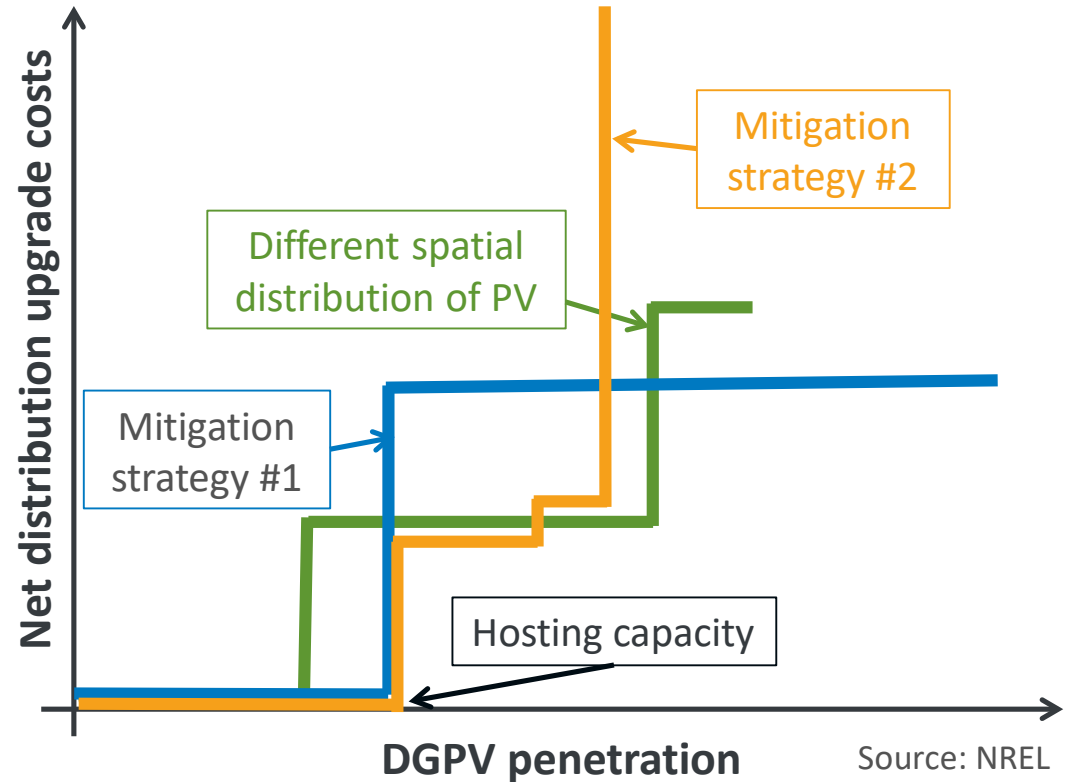 Net distribution upgrade costs
Mitigation
strategy #2
Different spatial
distribution of PV
Mitigation
strategy #1
Hosting capacity
DGPV penetration
Source: NREL